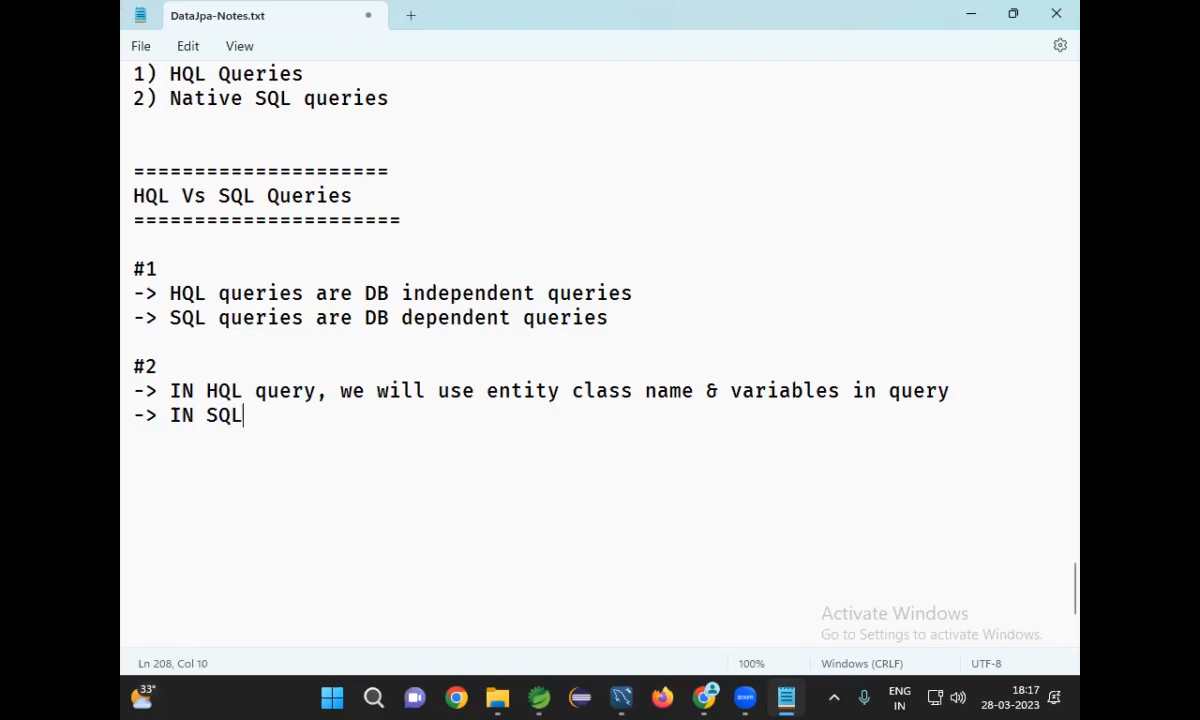 DataJpa-Notes.txt
File Edit View
1) HQL Queries
2) Native SQL queries
=====================
HQL Vs SQL Queries
======================
#1
-> HQL queries are DB independent queries
-> SQL queries are DB dependent queries
#2
-> IN HQL query, we will use entity class name & variables in query
-> IN SQL
Activate Windows
Go to Settings to activate Windows.
Ln 208, Col 10 100% Windows (CRLF) UTF-8
33°
zoom
ENG
IN
18:17
28-03-2023